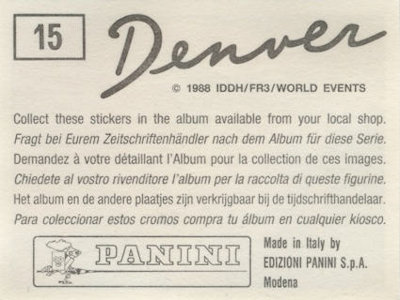 15
Denver
© 1988 IDDH/FR3/WORLD EVENTS
Collect these stickers in the album available from your local shop.
Fragt bei Eurem Zeitschriftenhändler nach dem Album für diese Serie.
Demandez à votre détaillant l'Album pour la collection de ces images.
Chiedete al vostro rivenditore l'album per la raccolta di queste figurine.
Het album en de andere plaatjes zijn verkrijgbaar bij de tijdschrifthandelaar.
Para coleccionar estos cromos compra tu álbum en cualquier kiosco.
PANINI
Made in Italy by
EDIZIONI PANINI S.p.A.
Modena